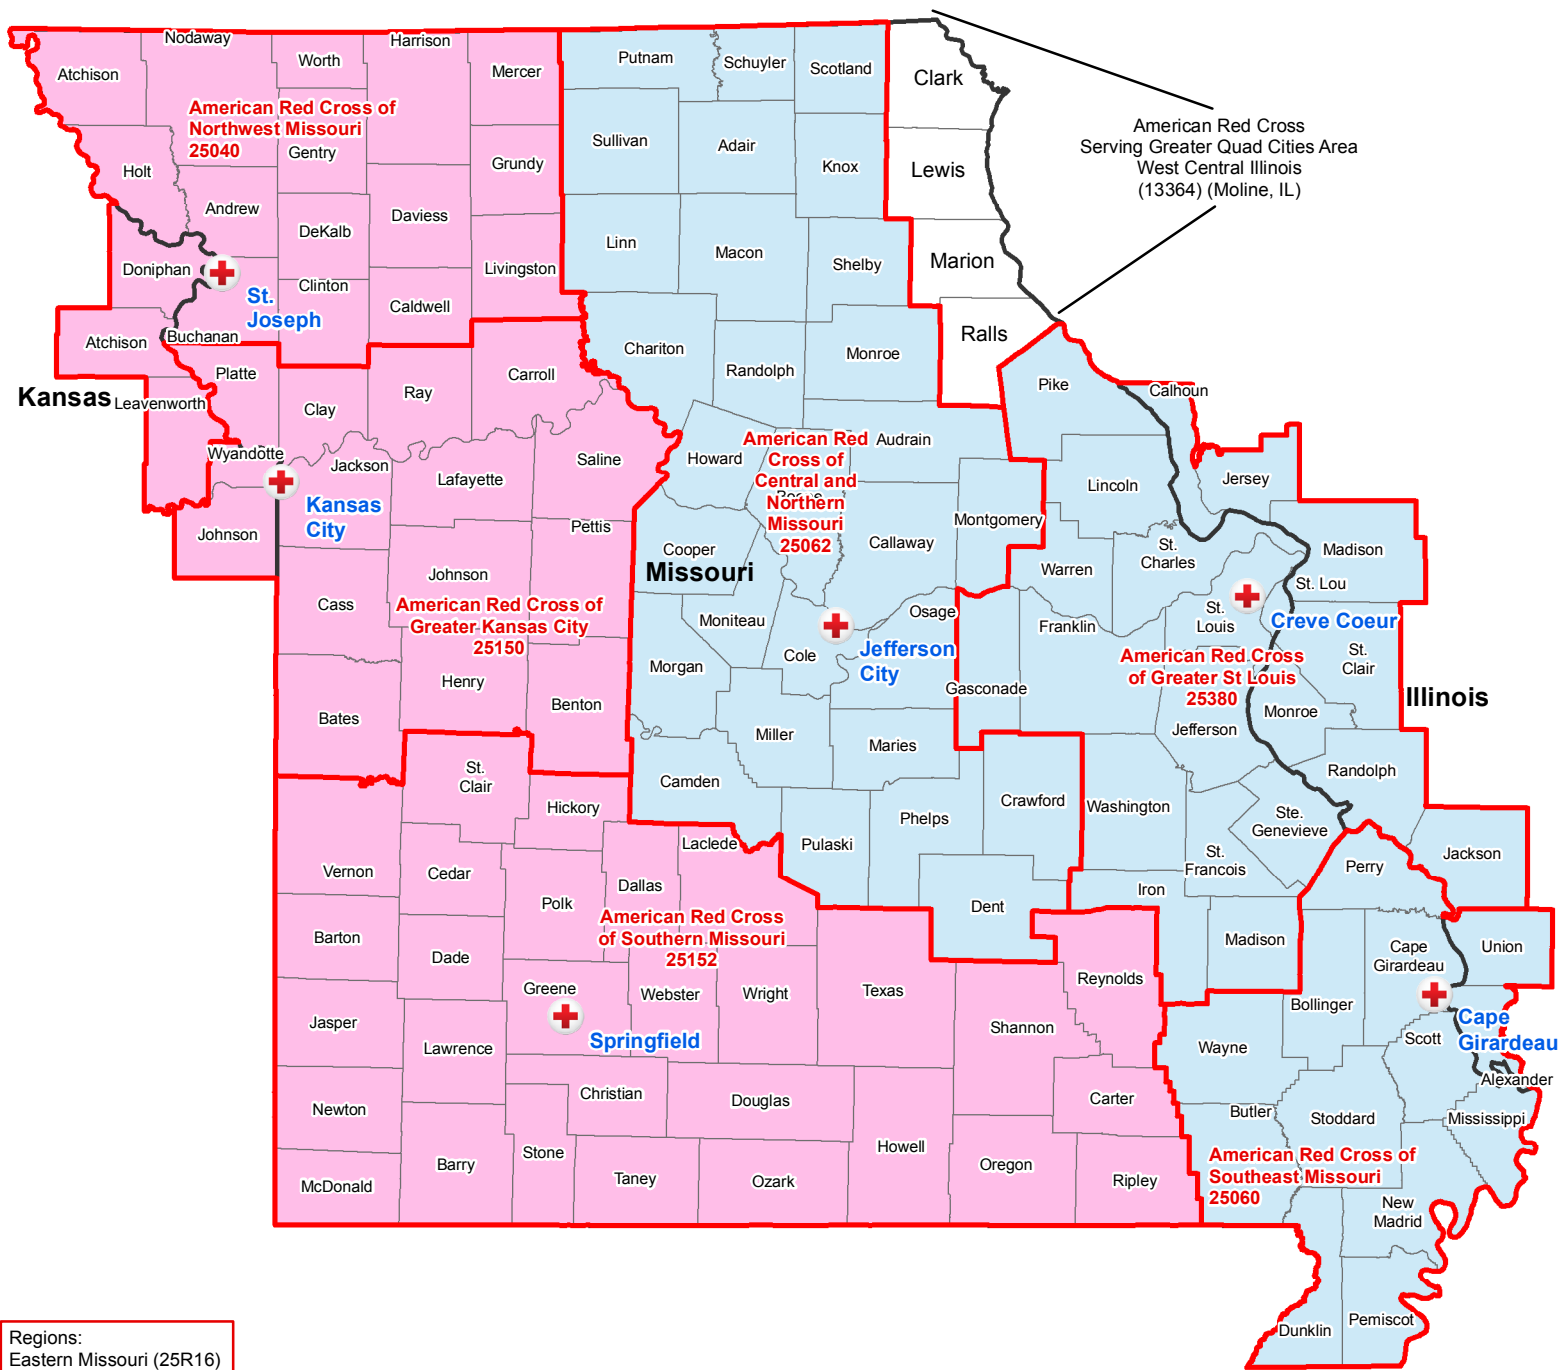 Nodaway
Harrison
Atchison
Worth
Mercer
Putnam
Schuyler
Scotland
Clark
American Red Cross of
Northwest Missouri
25040
Gentry
Holt
Grundy
Sullivan
Adair
Knox
Lewis
American Red Cross
Serving Greater Quad Cities Area
West Central Illinois
(13364) (Moline, IL)
Andrew
DeKalb
Daviess
Linn
Macon
Shelby
Marion
Doniphan
St.
Joseph
Clinton
Livingston
Caldwell
Atchison
Buchanan
Platte
Chariton
Randolph
Monroe
Ralls
Kansas
Leavenworth
Clay
Ray
Carroll
Pike
Calhoun
Wyandotte
Jackson
Lafayette
Saline
Howard
American Red
Cross of
Central and
Northern
Missouri
25062
Audrain
Lincoln
Jersey
Kansas
City
Johnson
Pettis
Montgomery
Cooper
Missouri
Callaway
St.
Charles
Madison
Warren
St. Lou
Johnson
Cass
American Red Cross of
Greater Kansas City
25150
Moniteau
Osage
Franklin
St.
Louis
Creve Coeur
Cole
Jefferson
City
Morgan
American Red Cross
of Greater St Louis
25380
St.
Clair
Illinois
Henry
Bates
Benton
Gasconade
Miller
Maries
Jefferson
Monroe
St.
Clair
Camden
Randolph
Hickory
Crawford
Washington
Phelps
Ste.
Genevieve
Laclede
Pulaski
Jackson
Vernon
Cedar
Dallas
St.
Francois
Perry
Polk
Iron
Dent
American Red Cross
of Southern Missouri
25152
Barton
Dade
Madison
Cape
Girardeau
Union
Greene
Webster
Wright
Texas
Reynolds
Bollinger
Jasper
Springfield
Shannon
Lawrence
Wayne
Scott
Cape
Girardeau
Alexander
Newton
Christian
Douglas
Carter
Butler
Stoddard
Mississippi
Barry
Stone
Howell
Oregon
American Red Cross of
Southeast Missouri
25060
McDonald
Taney
Ozark
Ripley
New
Madrid
Dunklin
Pemiscot
Regions:
Eastern Missouri (25R16)